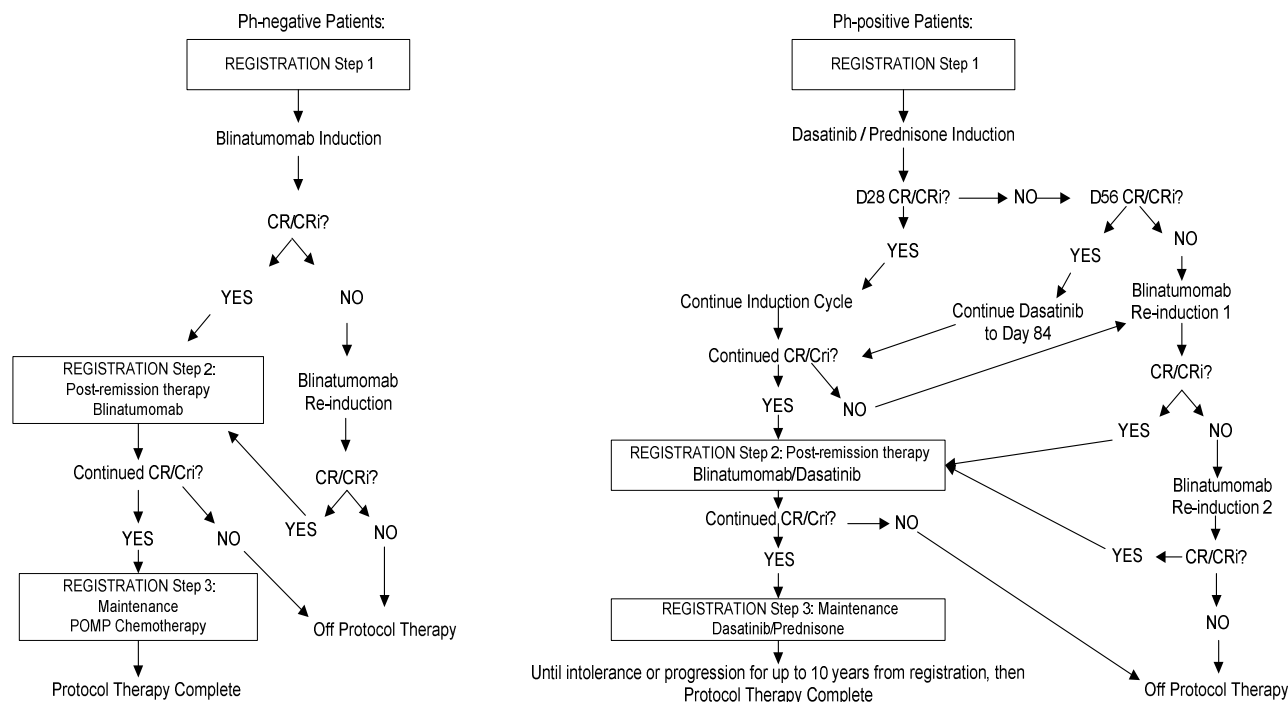 Ph-negative Patients:
REGISTRATION Step 1
Blinatumomab Induction
CR/CRi?
YES
NO
REGISTRATION Step 2:
Post-remission therapy
Blinatumomab
Blinatumomab
Re-induction
Continued CR/Cri?
CR/CRi?
YES
NO
YES
NO
REGISTRATION Step 3:
Maintenance
POMP Chemotherapy
Off Protocol Therapy
Protocol Therapy Complete
Ph-positive Patients:
REGISTRATION Step 1
Dasatinib / Prednisone Induction
D28 CR/CRi?
NO
D56 CR/CRi?
YES
YES
NO
Continue Induction Cycle
Continue Dasatinib
to Day 84
Blinatumomab
Re-induction 1
Continued CR/Cri?
CR/CRi?
YES
NO
YES
NO
REGISTRATION Step 2: Post-remission therapy
Blinatumomab/Dasatinib
Blinatumomab
Re-induction 2
Continued CR/Cri?
NO
YES
YES
CR/CRi?
REGISTRATION Step 3: Maintenance
Dasatinib/Prednisone
NO
Until intolerance or progression for up to 10 years from registration, then
Protocol Therapy Complete
Off Protocol Therapy